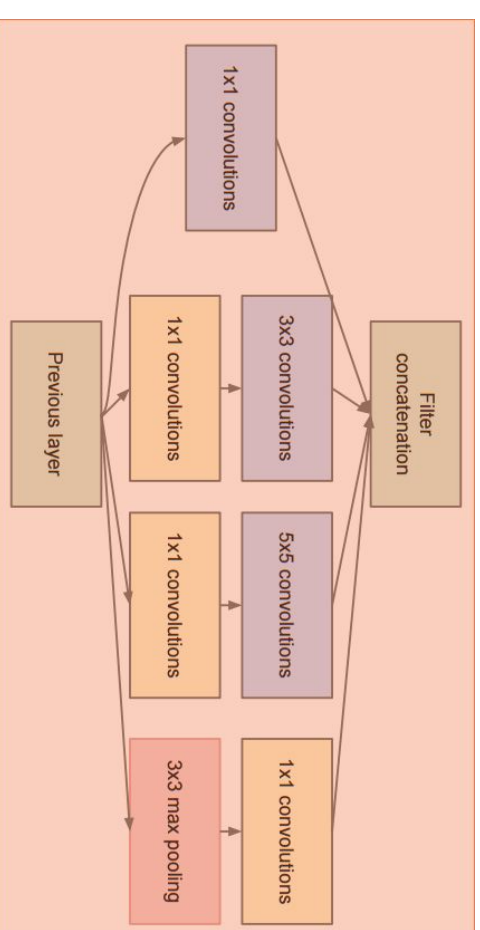 Filter
concatenation
1x1 convolutions
3x3 convolutions
5x5 convolutions
1x1 convolutions
1x1 convolutions
1x1 convolutions
3x3 max pooling
Previous layer